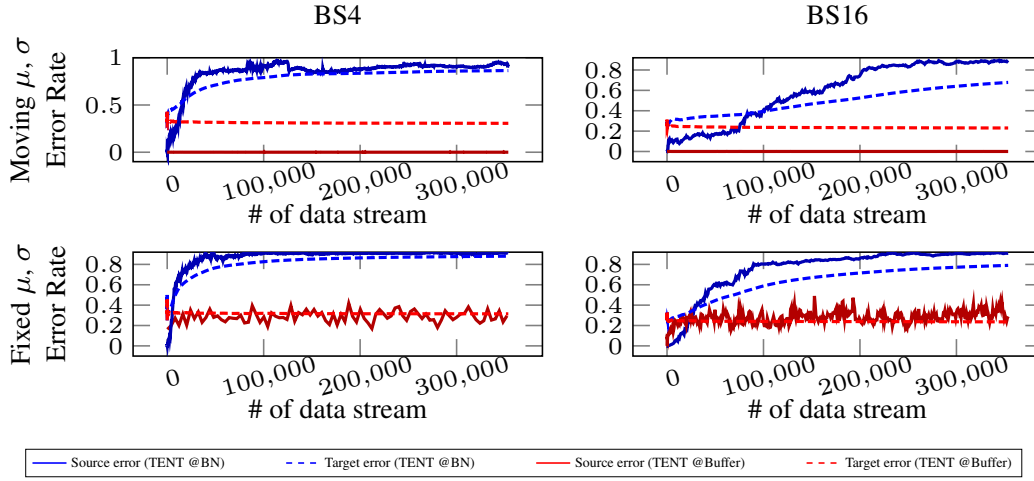 BS4
BS16
Moving μ, σ
Error Rate
1
0.5
0
0
100,000
200,000
300,000
# of data stream
0.8
0.6
0.4
0.2
0
0
100,000
200,000
300,000
# of data stream
Fixed μ, σ
Error Rate
0.8
0.6
0.4
0.2
0
0
100,000
200,000
300,000
# of data stream
0.8
0.6
0.4
0.2
0
0
100,000
200,000
300,000
# of data stream
Source error (TENT @BN)
Target error (TENT @BN)
Source error (TENT @Buffer)
Target error (TENT @Buffer)